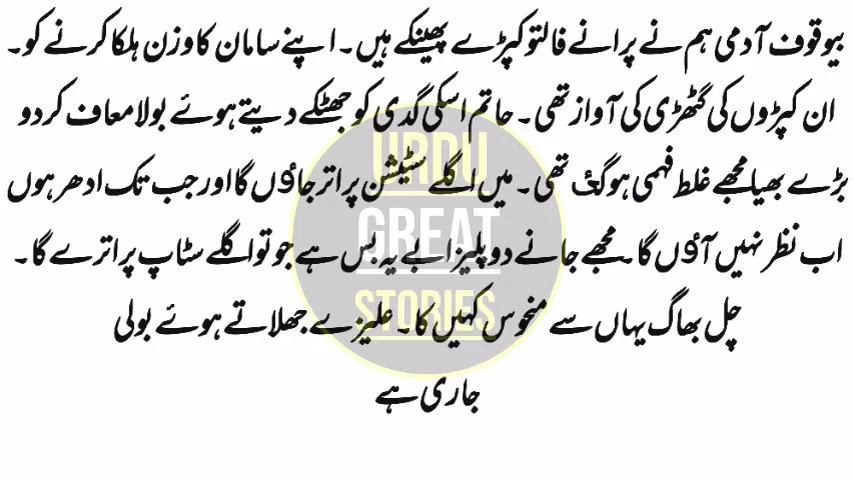 بیوقوف آدمی ہم نے پرانے فالتو کپڑے پھینکے ہیں۔ اپنے سامان کا وزن ہلکا کرنے کو۔
ان کپڑوں کی گٹھڑی کی آواز تھی۔ حاتم اسکی گدی کو جھٹکے دیتے ہوئے بولا معاف کر دو
بڑے بھیا مجھے غلط فہمی ہوگئ تھی۔ میں اگلے سٹیشن پر اتر جاؤں گا اور جب تک ادھر ہوں
اب نظر نہیں آؤں گا۔ مجھے جانے دو پلیز ابے یہ بس ہے جو تو اگلے سٹاپ پر اترے گا۔
چل بھاگ یہاں سے منحوس کہیں کا۔ علیزے جھلاتے ہوئے بولی
جاری ہے
URDU
GREAT
STORIES